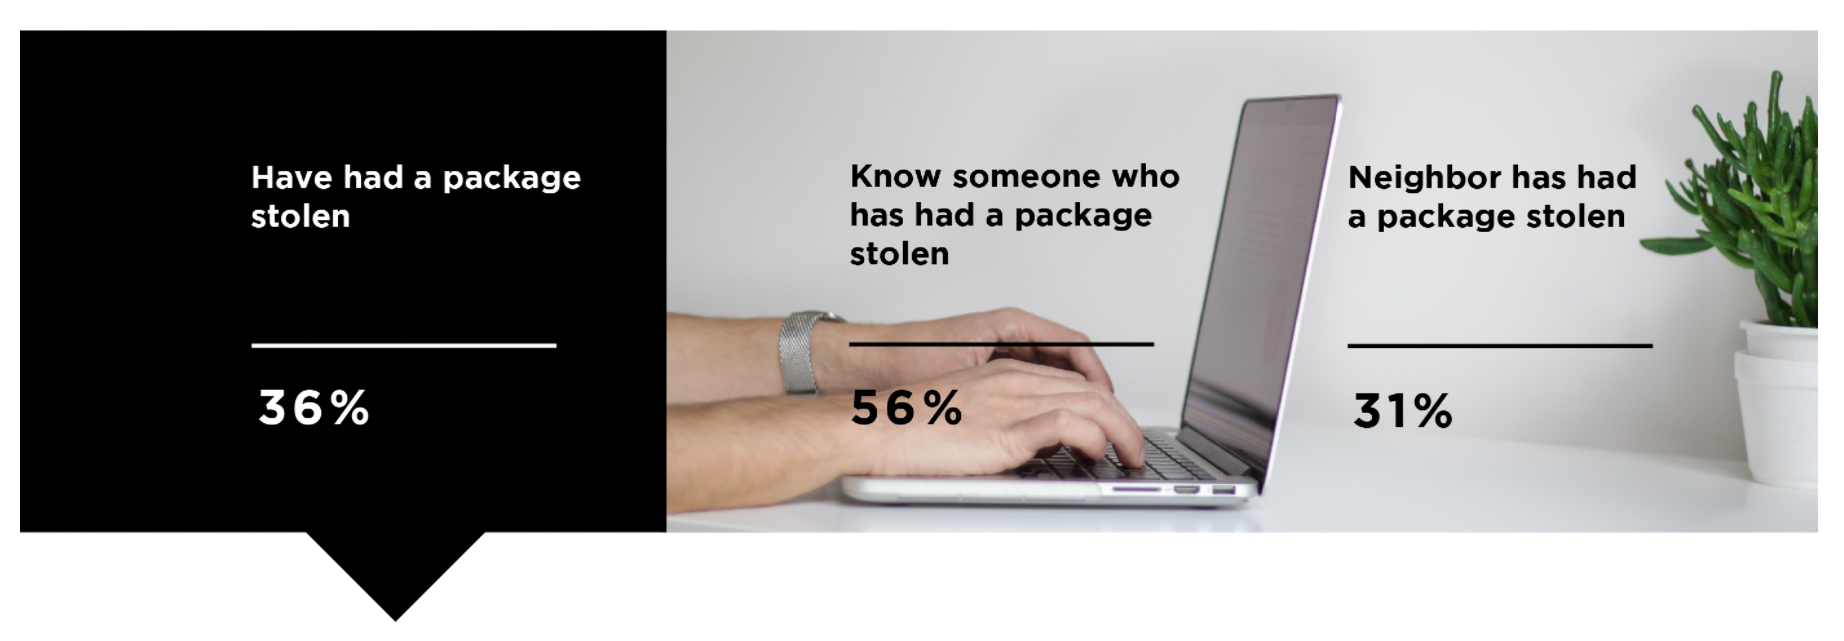 Have had a package
stolen
36%
Know someone who
has had a package
stolen
56%
Neighbor has had
a package stolen
31%